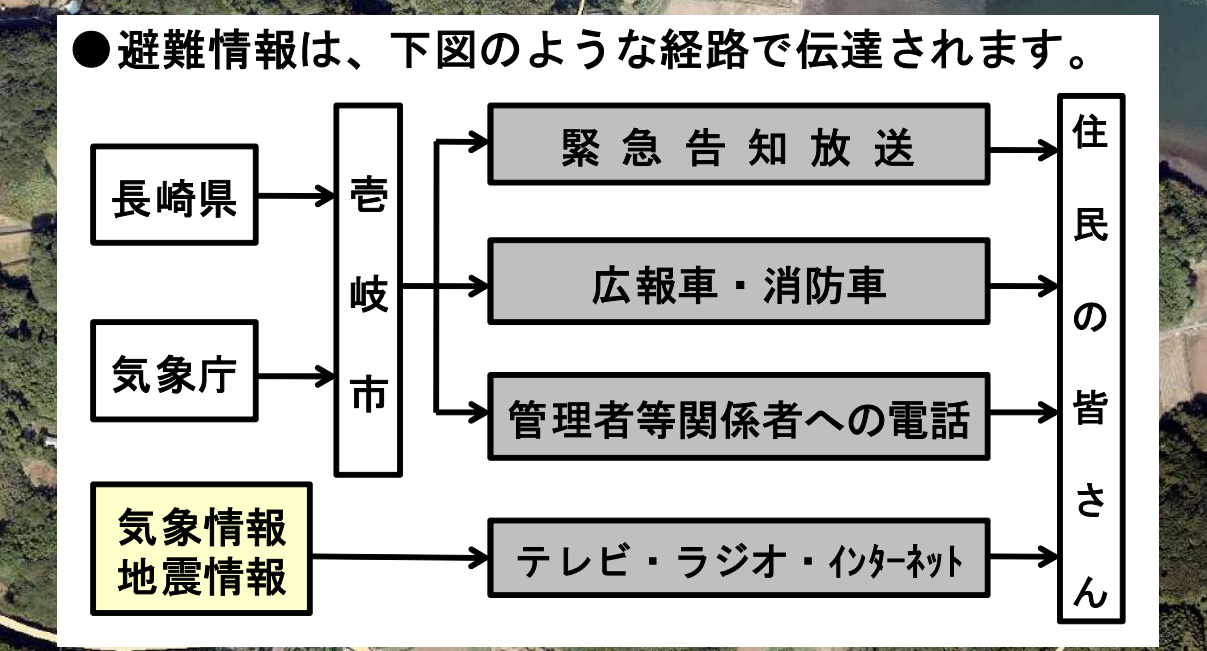 ●避難情報は、下図のような経路で伝達されます。
長崎県
気象庁
壱岐市
緊急告知放送
広報車・消防車
管理者等関係者への電話
気象情報
地震情報
テレビ・ラジオ・インターネット
住民の皆さん